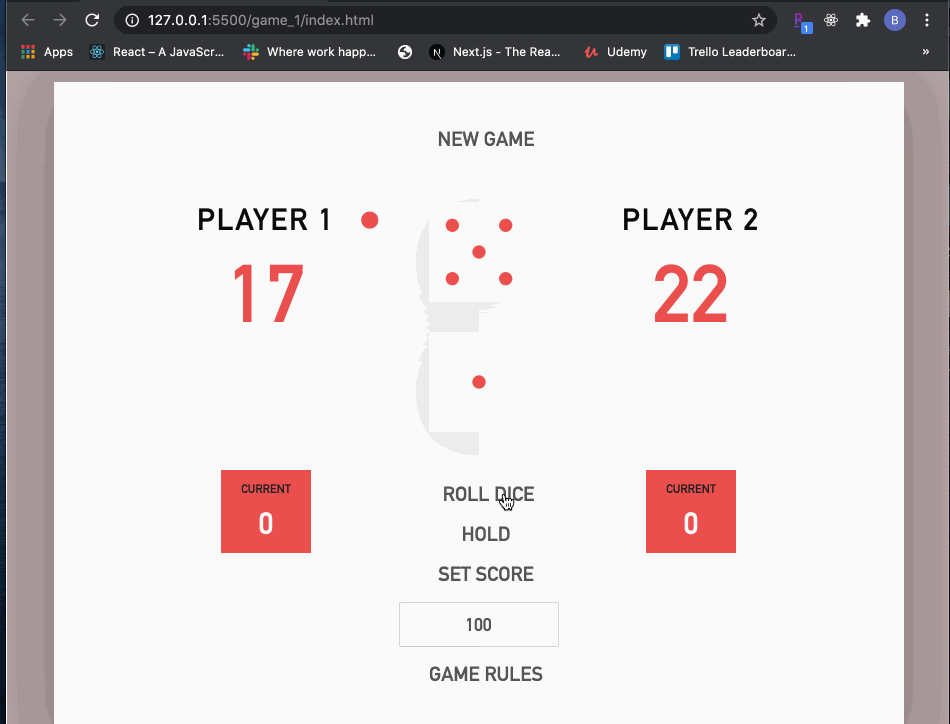 127.0.0.1:5500/game_1/index.html
1
B
Apps
React – A JavaScr...
Where work happ...
N
Next.js - The Rea...
Udemy
Trello Leaderboar...
»
NEW GAME
PLAYER 1
PLAYER 2
17
22
CURRENT
0
CURRENT
0
ROLL DICE
HOLD
SET SCORE
100
GAME RULES